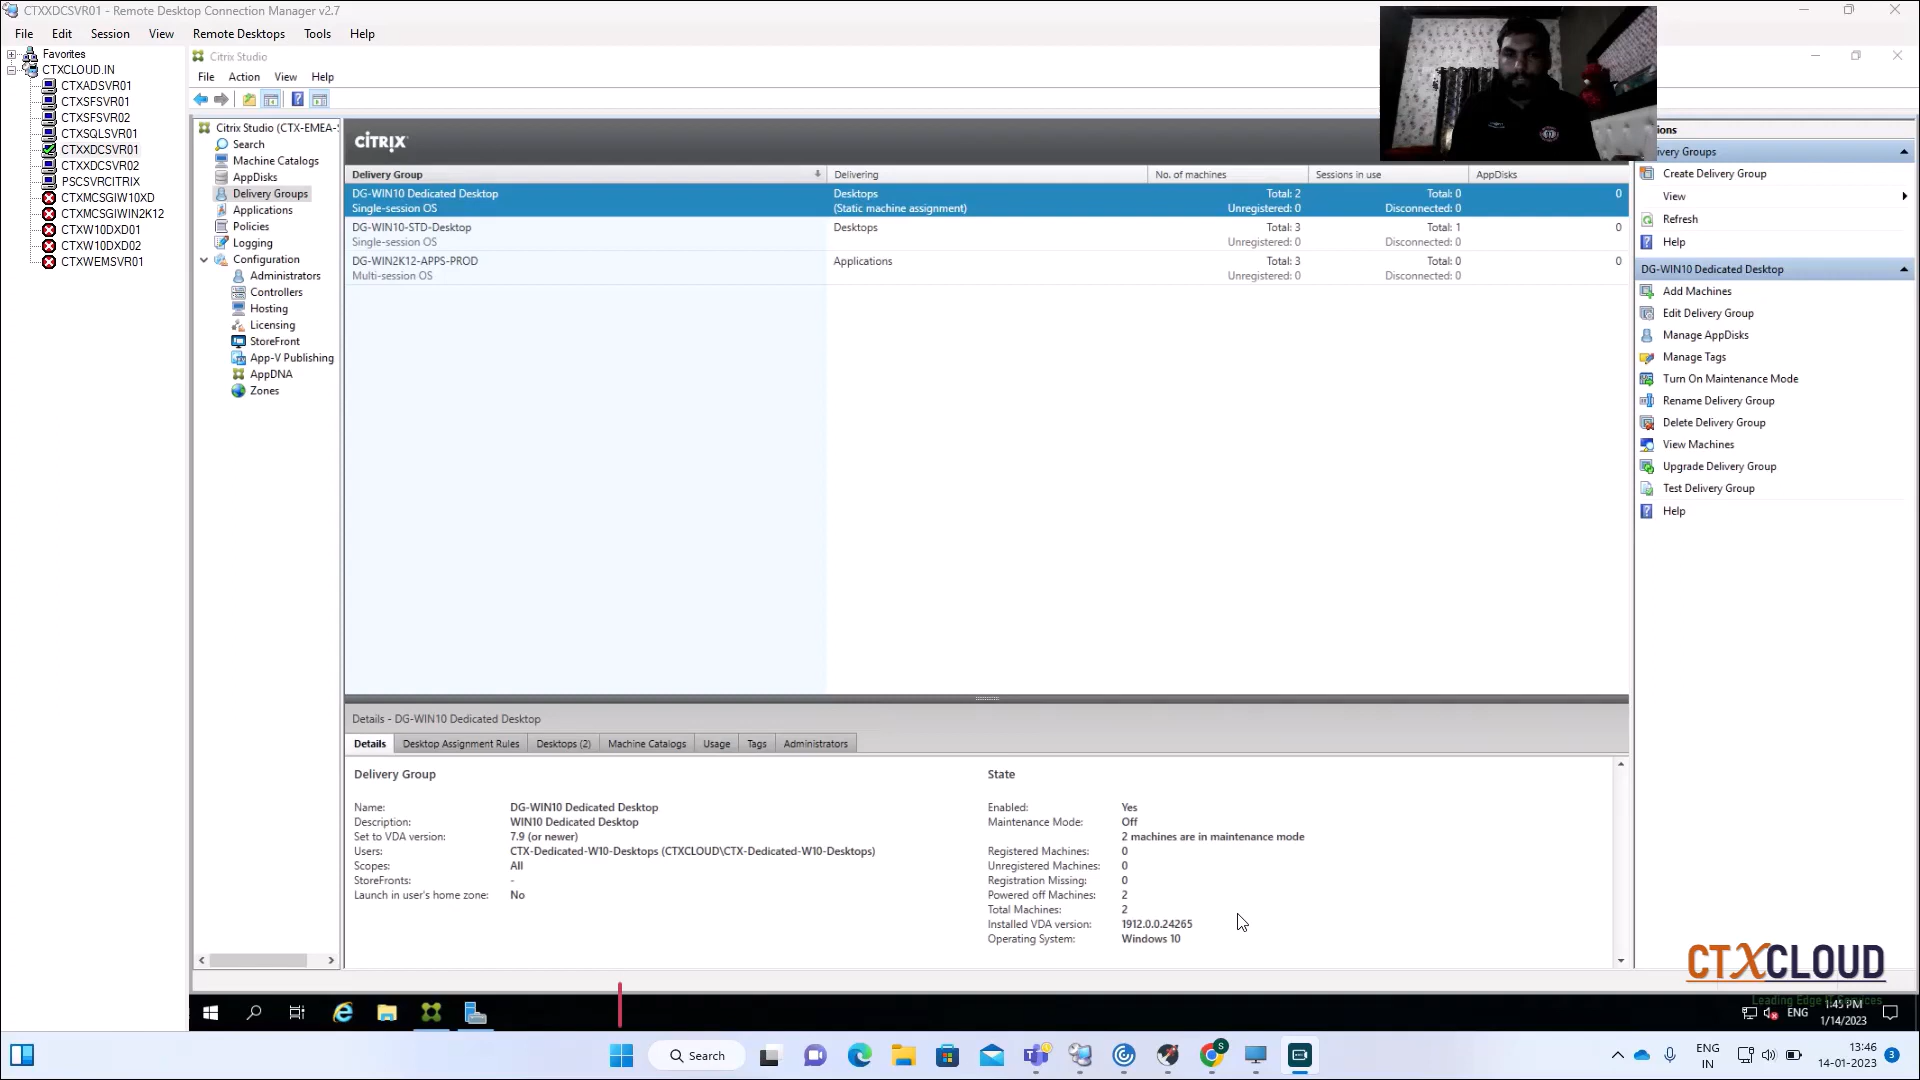 CTXXDCSVR01 - Remote Desktop Connection Manager v2.7
File Edit Session View Remote Desktops Tools Help
Favorites
CTXCLOUD.IN
CTXADSVR01
CTXSFSVR01
CTXSFSVR02
CTXSQLSVR01
CTXXDCSVR01
CTXXDCSVR02
PSCSVRCITRIX
CTXMCSGIW10XD
CTXMCSGIWIN2K12
CTXW10DXD01
CTXW10DXD02
CTXWEMSVR01
Citrix Studio
File Action View Help
Citrix Studio (CTX-EMEA-
Search
Machine Catalogs
AppDisks
Delivery Groups
Applications
Policies
Logging
Configuration
Administrators
Controllers
Hosting
Licensing
StoreFront
App-V Publishing
AppDNA
Zones
CITRIX
Delivery Group Delivering No. of machines Sessions in use AppDisks
DG-WIN10 Dedicated Desktop Desktops Total: 2 Total: 0 0
Single-session OS (Static machine assignment) Unregistered: 0 Disconnected: 0
DG-WIN10-STD-Desktop Desktops Total: 3 Total: 1 0
Single-session OS Unregistered: 0 Disconnected: 0
DG-WIN2K12-APPS-PROD Applications Total: 3 Total: 0 0
Multi-session OS Unregistered: 0 Disconnected: 0
Details - DG-WIN10 Dedicated Desktop
Details Desktop Assignment Rules Desktops (2) Machine Catalogs Usage Tags Administrators
Delivery Group
Name: DG-WIN10 Dedicated Desktop
Description: WIN10 Dedicated Desktop
Set to VDA version: 7.9 (or newer)
Users: CTX-Dedicated-W10-Desktops (CTXCLOUD\CTX-Dedicated-W10-Desktops)
Scopes: All
StoreFronts: -
Launch in user's home zone: No
State
Enabled: Yes
Maintenance Mode: Off
2 machines are in maintenance mode
Registered Machines: 0
Unregistered Machines: 0
Registration Missing: 0
Powered off Machines: 2
Total Machines: 2
Installed VDA version: 1912.0.0.24265
Operating System: Windows 10
ions
ivery Groups
Create Delivery Group
View
Refresh
Help
DG-WIN10 Dedicated Desktop
Add Machines
Edit Delivery Group
Manage AppDisks
Manage Tags
Turn On Maintenance Mode
Rename Delivery Group
Delete Delivery Group
View Machines
Upgrade Delivery Group
Test Delivery Group
Help
CTXCLOUD
Leading Edge IT Services
ENG 1:45 PM
1/14/2023
Search
ENG
IN
13:46
14-01-2023
3